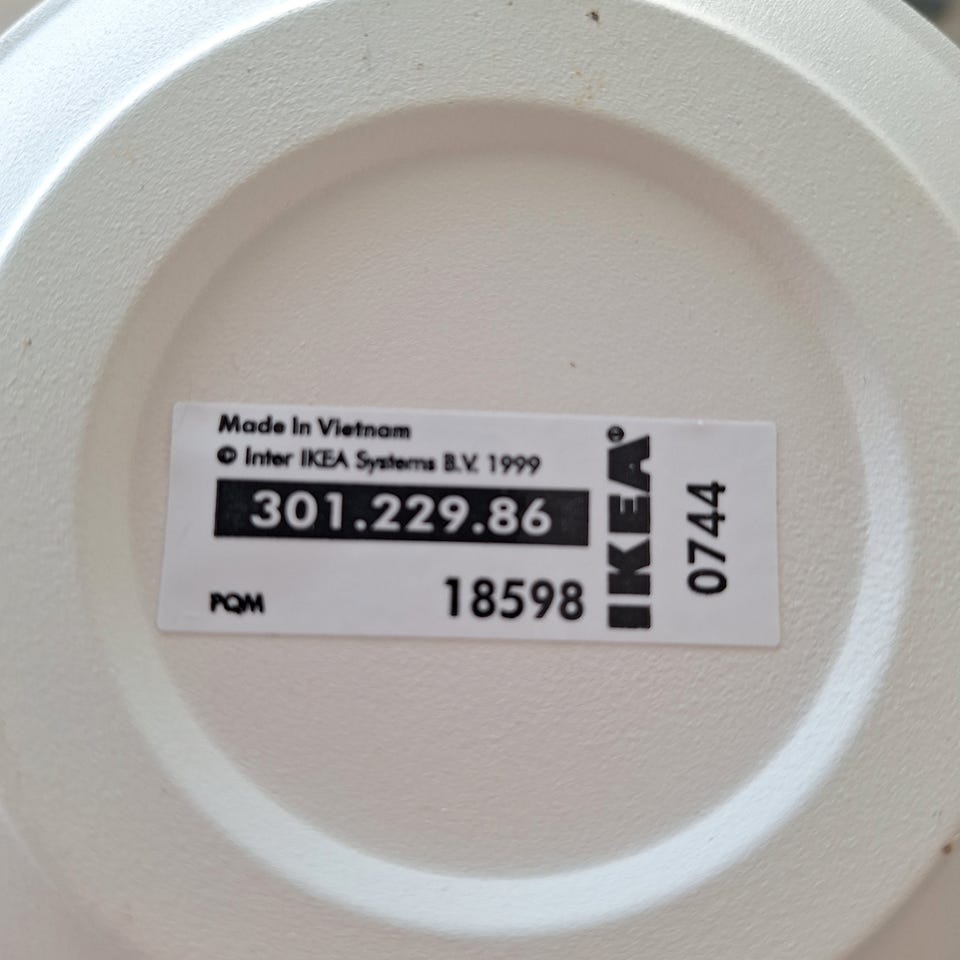 Made In Vietnam
© Inter IKEA Systems B.V. 1999
301.229.86
PQM
18598
IKEA®
0744